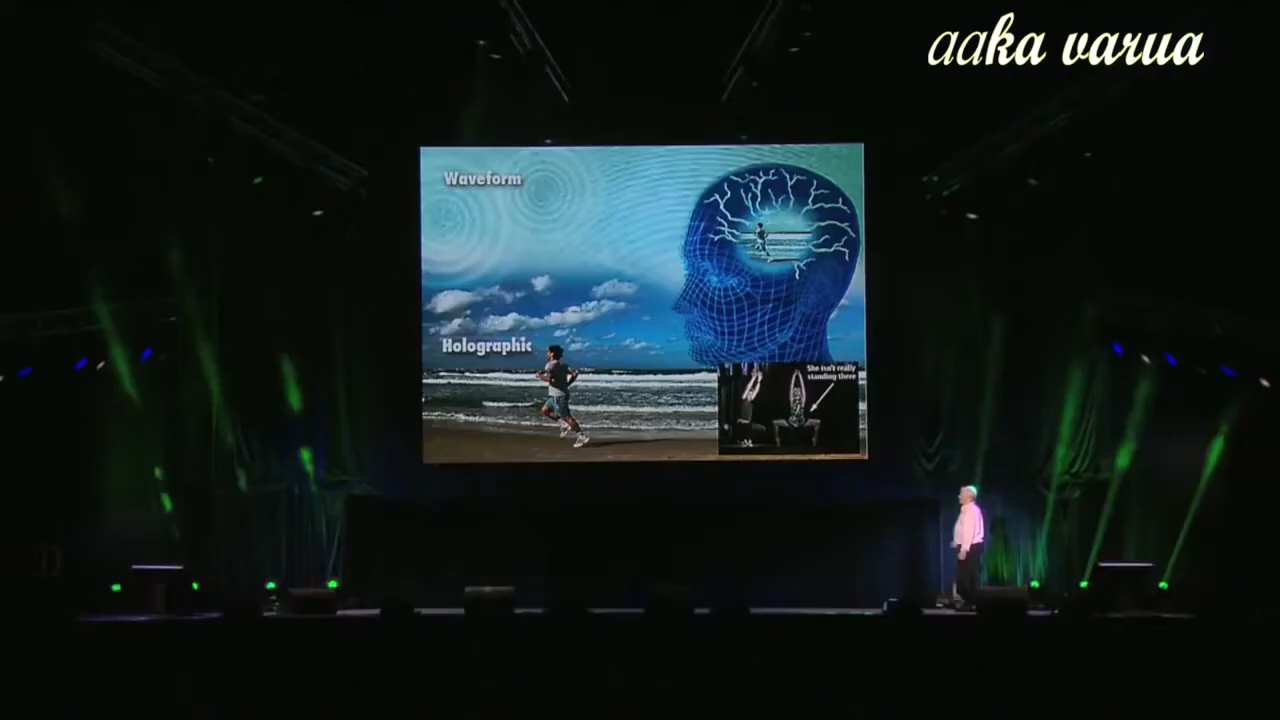 aaka varua
Waveform
Holographic
She isn't really
standing there